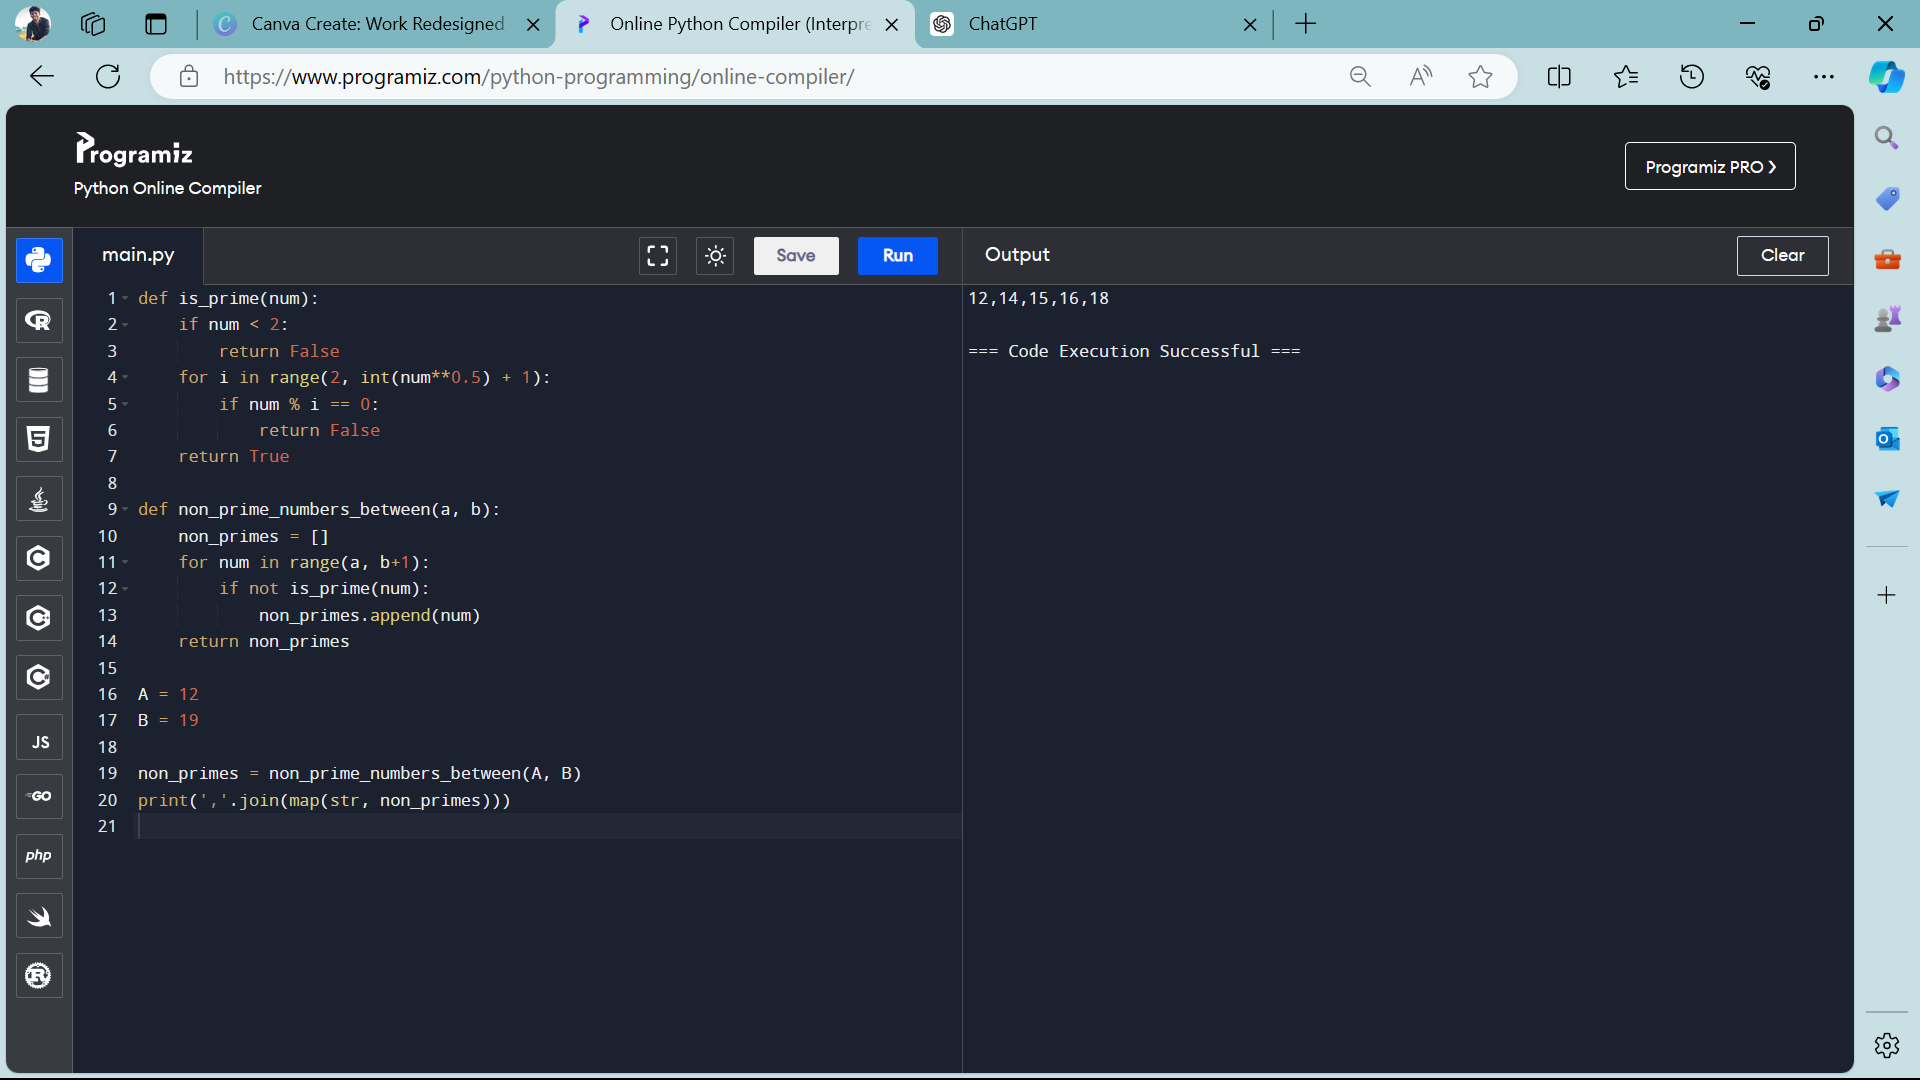 Canva Create: Work Redesigned
Online Python Compiler (Interpre
ChatGPT
https://www.programiz.com/python-programming/online-compiler/
Programiz
Python Online Compiler
Programiz PRO ❯
main.py
Save
Run
Output
Clear
1 def is_prime(num):
2     if num < 2:
3         return False
4     for i in range(2, int(num**0.5) + 1):
5         if num % i == 0:
6             return False
7     return True
8
9 def non_prime_numbers_between(a, b):
10     non_primes = []
11     for num in range(a, b+1):
12         if not is_prime(num):
13             non_primes.append(num)
14     return non_primes
15
16 A = 12
17 B = 19
18
19 non_primes = non_prime_numbers_between(A, B)
20 print(','.join(map(str, non_primes)))
21
12,14,15,16,18
=== Code Execution Successful ===
JS
GO
php